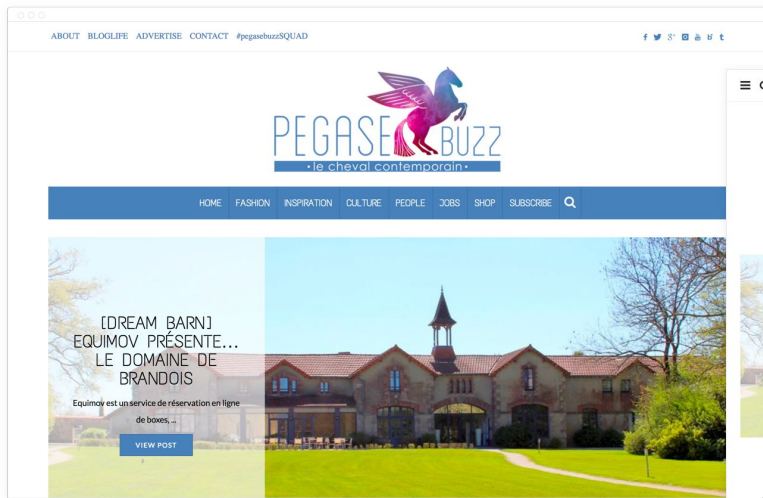 ABOUT BLOGLIFE ADVERTISE CONTACT #pegasebuzzSQUAD
PEGASE BUZZ
•le cheval contemporain•
HOME FASHION INSPIRATION CULTURE PEOPLE JOBS SHOP SUBSCRIBE
[DREAM BARN]
EQUIMOV PRÉSENTE...
LE DOMAINE DE
BRANDOIS
Equimov est un service de réservation en ligne
de boxes, ...
VIEW POST